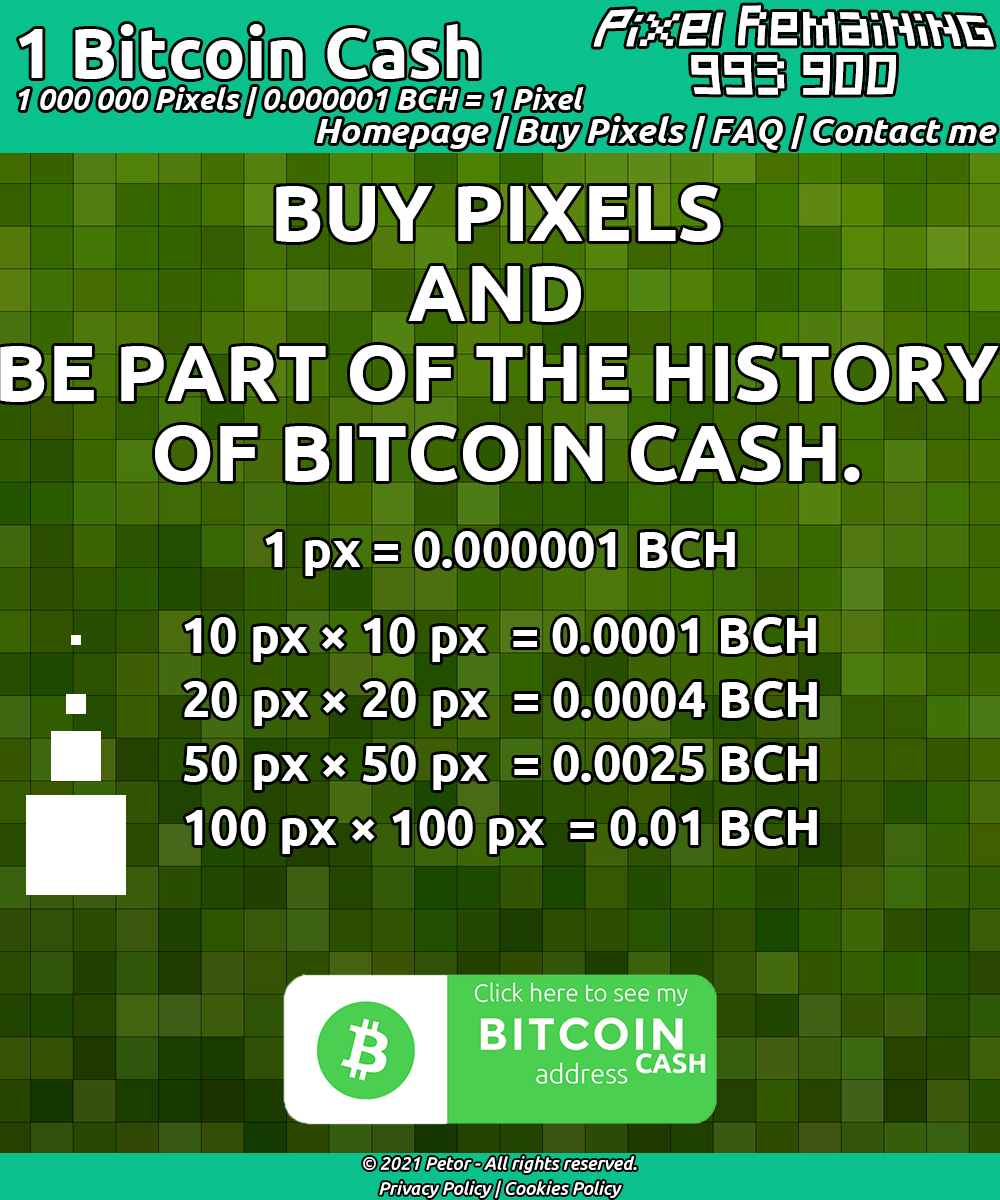 1 Bitcoin Cash
Pixel Remaining
993 900
1 000 000 Pixels | 0.000001 BCH = 1 Pixel
Homepage | Buy Pixels | FAQ | Contact me
BUY PIXELS
AND
BE PART OF THE HISTORY
OF BITCOIN CASH.
1 px = 0.000001 BCH
10 px × 10 px = 0.0001 BCH
20 px × 20 px = 0.0004 BCH
50 px × 50 px = 0.0025 BCH
100 px × 100 px = 0.01 BCH
Click here to see my
BITCOIN
CASH
address
© 2021 Petor - All rights reserved.
Privacy Policy | Cookies Policy